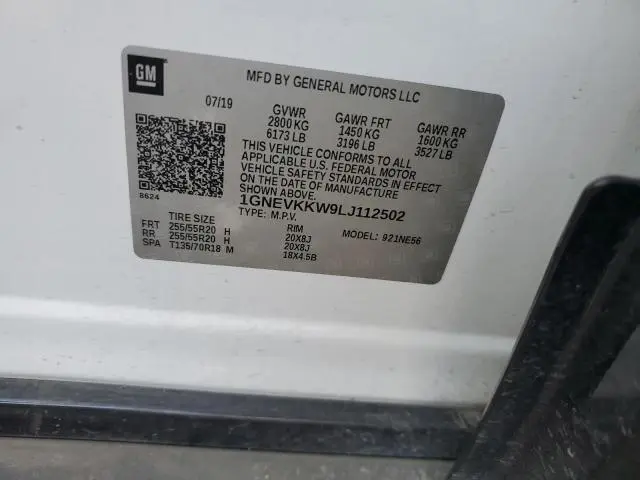 GM
MFD BY GENERAL MOTORS LLC
07/19 GVWR GAWR FRT GAWR RR
2800 KG 1450 KG 1600 KG
6173 LB 3196 LB 3527 LB
THIS VEHICLE CONFORMS TO ALL
APPLICABLE U.S. FEDERAL MOTOR
VEHICLE SAFETY STANDARDS IN EFFECT
ON THE DATE OF MANUFACTURE
SHOWN ABOVE.
8624
1GNEVKKW9LJ112502
TYPE: M.P.V. MODEL: 921NE56
TIRE SIZE RIM
FRT 255/55R20 H 20X8J
RR 255/55R20 H 20X8J
SPA T135/70R18 M 18X4.5B